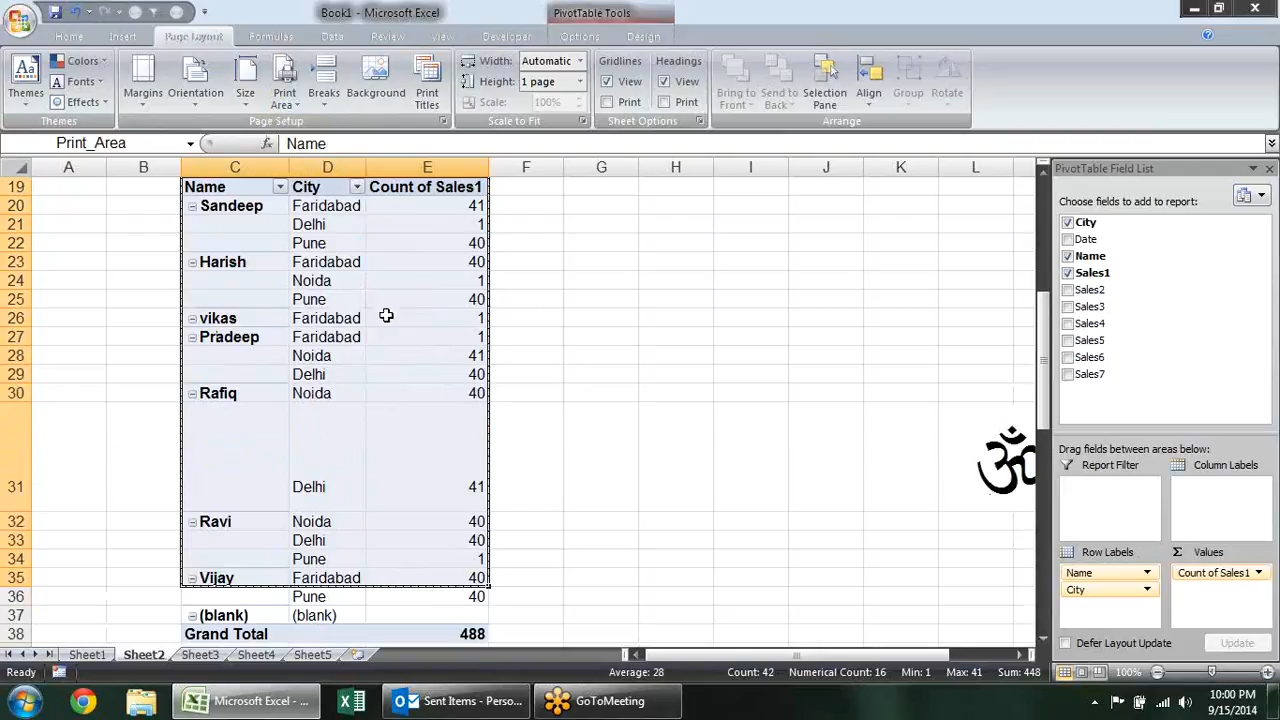 Book1 - Microsoft Excel
PivotTable Tools
Home Insert Page Layout Formulas Data Review View Developer Options Design
Themes
Colors
Fonts
Effects
Themes
Margins
Orientation
Size
Print Area
Breaks
Background
Print Titles
Page Setup
Width: Automatic
Height: 1 page
Scale: 100%
Scale to Fit
Gridlines
View
Print
Headings
View
Print
Sheet Options
Bring to Front
Send to Back
Selection Pane
Align
Group
Rotate
Arrange
Print_Area
fx
Name
A B C D E F G H I J K L
19 Name City Count of Sales1
20 Sandeep Faridabad 41
21 Delhi 1
22 Pune 40
23 Harish Faridabad 40
24 Noida 1
25 Pune 40
26 vikas Faridabad 1
27 Pradeep Faridabad 1
28 Noida 41
29 Delhi 40
30 Rafiq Noida 40
31 Delhi 41
32 Ravi Noida 40
33 Delhi 40
34 Pune 1
35 Vijay Faridabad 40
36 Pune 40
37 (blank) (blank)
38 Grand Total 488
ॐ
PivotTable Field List
Choose fields to add to report:
City
Date
Name
Sales1
Sales2
Sales3
Sales4
Sales5
Sales6
Sales7
Drag fields between areas below:
Report Filter
Column Labels
Row Labels
Σ Values
Name
City
Count of Sales1
Defer Layout Update
Update
Sheet1 Sheet2 Sheet3 Sheet4 Sheet5
Ready
Average: 28 Count: 42 Numerical Count: 16 Min: 1 Max: 41 Sum: 448
100%
Microsoft Excel - ...
Sent Items - Perso...
GoToMeeting
10:00 PM
9/15/2014